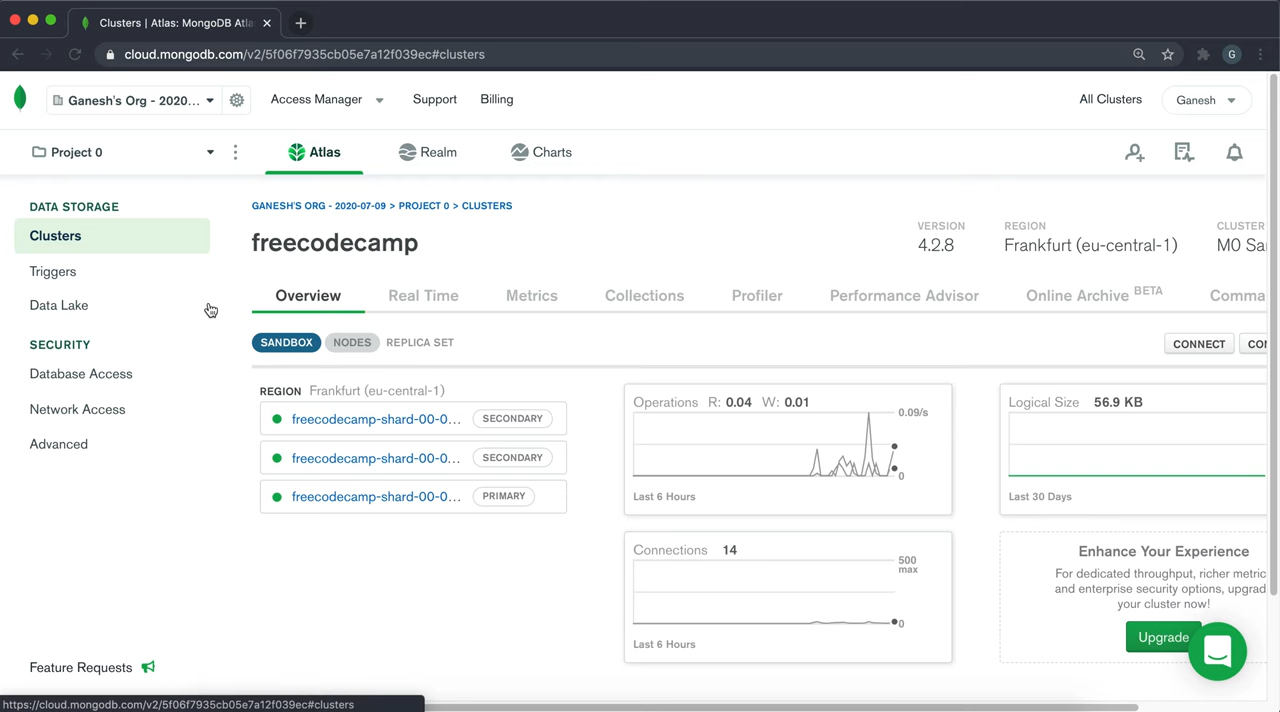 Clusters | Atlas: MongoDB Atla
cloud.mongodb.com/v2/5f06f7935cb05e7a12f039ec#clusters
G
Ganesh's Org - 2020... Access Manager Support Billing All Clusters Ganesh
Project 0 Atlas Realm Charts
DATA STORAGE
Clusters
Triggers
Data Lake
SECURITY
Database Access
Network Access
Advanced
Feature Requests
GANESH'S ORG - 2020-07-09 > PROJECT 0 > CLUSTERS
freecodecamp
VERSION
4.2.8
REGION
Frankfurt (eu-central-1)
CLUSTER
M0 Sa
Overview Real Time Metrics Collections Profiler Performance Advisor Online Archive BETA Comma
SANDBOX NODES REPLICA SET CONNECT CO
REGION Frankfurt (eu-central-1)
freecodecamp-shard-00-0... SECONDARY
freecodecamp-shard-00-0... SECONDARY
freecodecamp-shard-00-0... PRIMARY
Operations R: 0.04 W: 0.01
0.09/s
0
Last 6 Hours
Connections 14
500
max
0
Last 6 Hours
Logical Size 56.9 KB
Last 30 Days
Enhance Your Experience
For dedicated throughput, richer metric
and enterprise security options, upgrad
your cluster now!
Upgrade
https://cloud.mongodb.com/v2/5f06f7935cb05e7a12f039ec#clusters